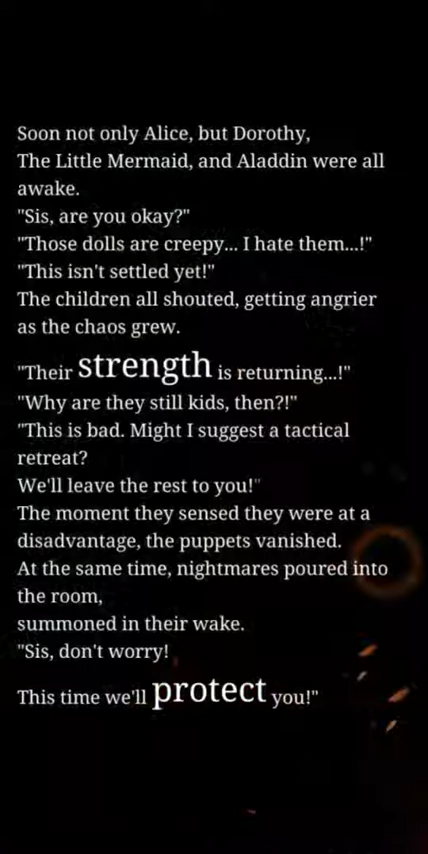 Soon not only Alice, but Dorothy,
The Little Mermaid, and Aladdin were all
awake.
"Sis, are you okay?"
"Those dolls are creepy... I hate them...!"
"This isn't settled yet!"
The children all shouted, getting angrier
as the chaos grew.
"Their strength is returning...!"
"Why are they still kids, then?!"
"This is bad. Might I suggest a tactical
retreat?
We'll leave the rest to you!"
The moment they sensed they were at a
disadvantage, the puppets vanished.
At the same time, nightmares poured into
the room,
summoned in their wake.
"Sis, don't worry!
This time we'll protect you!"